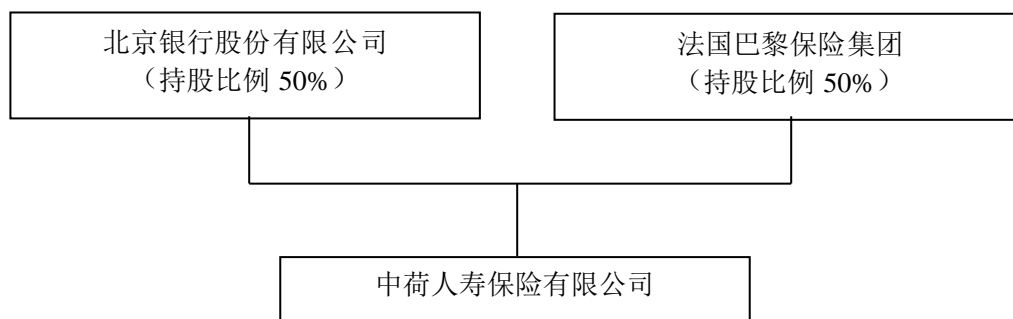 北京银行股份有限公司
（持股比例 50%）
法国巴黎保险集团
（持股比例 50%）
中荷人寿保险有限公司